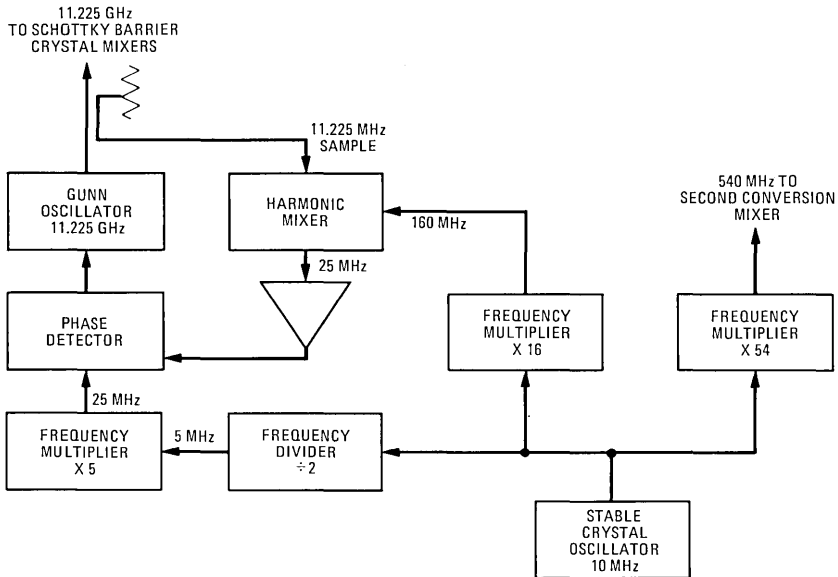 11.225 GHz
TO SCHOTTKY BARRIER
CRYSTAL MIXERS
11.225 MHz
SAMPLE
GUNN
OSCILLATOR
11.225 GHz
HARMONIC
MIXER
160 MHz
540 MHz TO
SECOND CONVERSION
MIXER
25 MHz
PHASE
DETECTOR
FREQUENCY
MULTIPLIER
X 16
FREQUENCY
MULTIPLIER
X 54
25 MHz
FREQUENCY
MULTIPLIER
X 5
5 MHz
FREQUENCY
DIVIDER
÷2
STABLE
CRYSTAL
OSCILLATOR
10 MHz